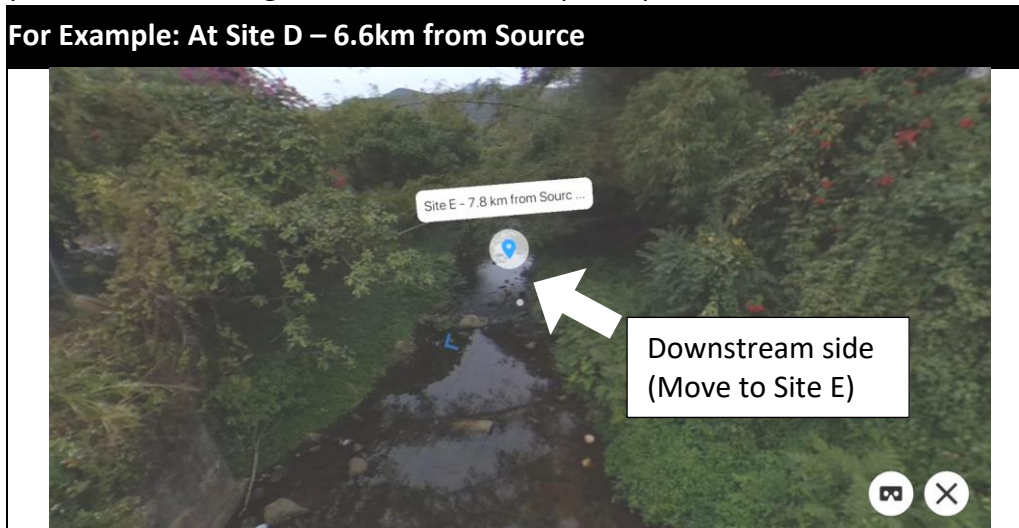 For Example: At Site D – 6.6km from Source
Site E - 7.8 km from Sourc ...
Downstream side
(Move to Site E)